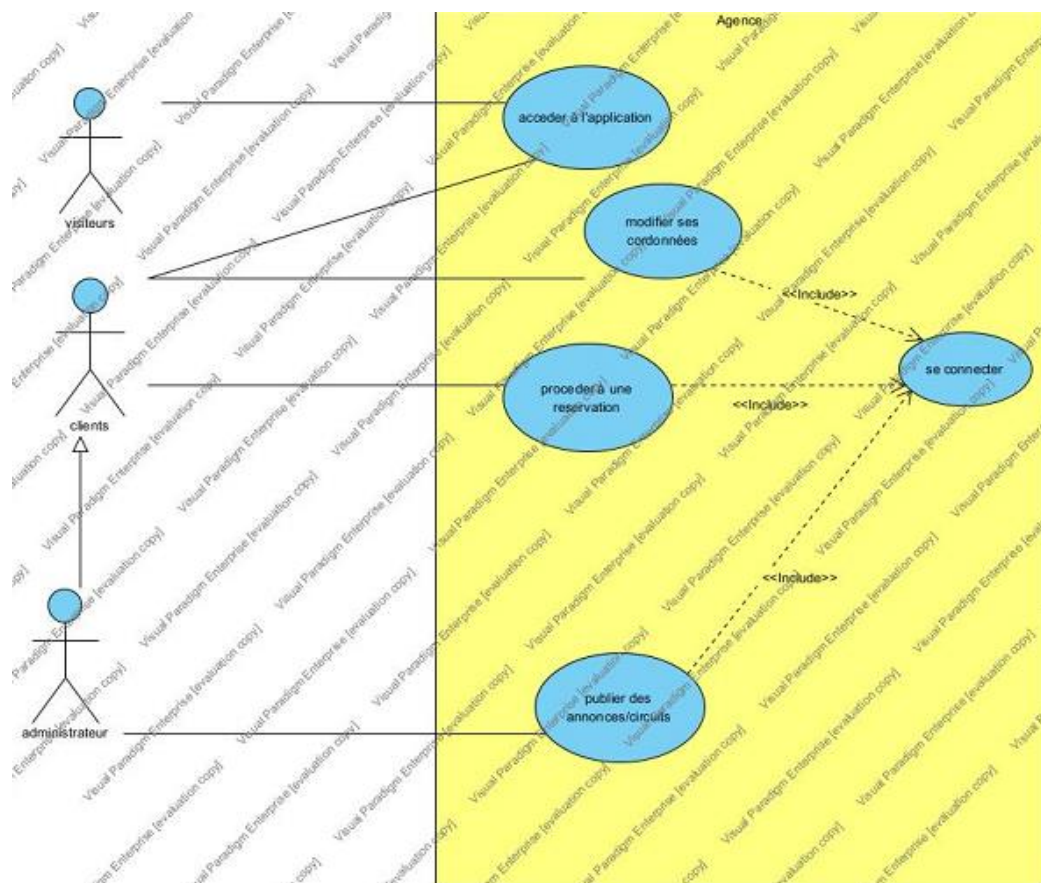 Agence
acceder à l'application
visiteurs
modifier ses
cordonnées
<<Include>>
se connecter
proceder à une
reservation
<<Include>>
clients
<<Include>>
publier des
annonces/circuits
administrateur
Visual Paradigm Enterprise [evaluation copy]